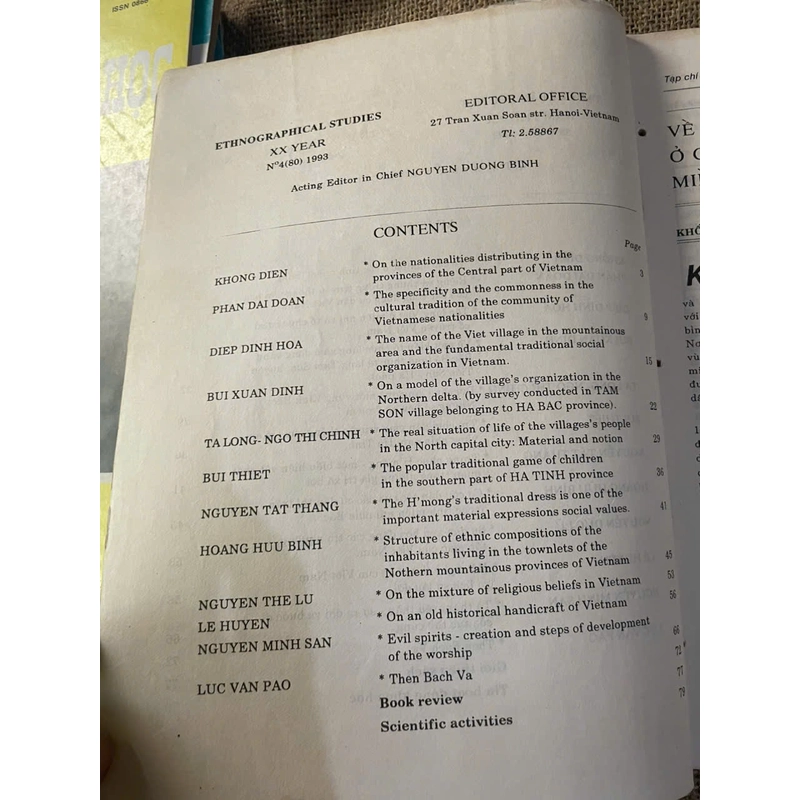 ISSN 0866
HỌC
ETHNOGRAPHICAL STUDIES
XX YEAR
Nº4(80) 1993
EDITORAL OFFICE
27 Tran Xuan Soan str. Hanoi-Vietnam
Tl: 2.58867
Acting Editor in Chief NGUYEN DUONG BINH
CONTENTS
Page
KHONG DIEN * On the nationalities distributing in the
provinces of the Central part of Vietnam 3
PHAN DAI DOAN * The specificity and the commonness in the
cultural tradition of the community of
Vietnamese nationalities 9
DIEP DINH HOA * The name of the Viet village in the mountainous
area and the fundamental traditional social
organization in Vietnam. 15
BUI XUAN DINH * On a model of the village's organization in the
Northern delta. (by survey conducted in TAM
SON village belonging to HA BAC province). 22
TA LONG- NGO THI CHINH * The real situation of life of the villages's people
in the North capital city: Material and notion 29
BUI THIET * The popular traditional game of children
in the southern part of HA TINH province 36
NGUYEN TAT THANG * The H'mong's traditional dress is one of the
important material expressions social values. 41
HOANG HUU BINH * Structure of ethnic compositions of the
inhabitants living in the townlets of the
Nothern mountainous provinces of Vietnam 45
NGUYEN THE LU * On the mixture of religious beliefs in Vietnam 53
LE HUYEN * On an old historical handicraft of Vietnam 56
NGUYEN MINH SAN * Evil spirits - creation and steps of development
of the worship 66
LUC VAN PAO * Then Bach Va 72
Book review 77
Scientific activities 79
Tạp chí
VỀ
Ở
KHỔ
và
với